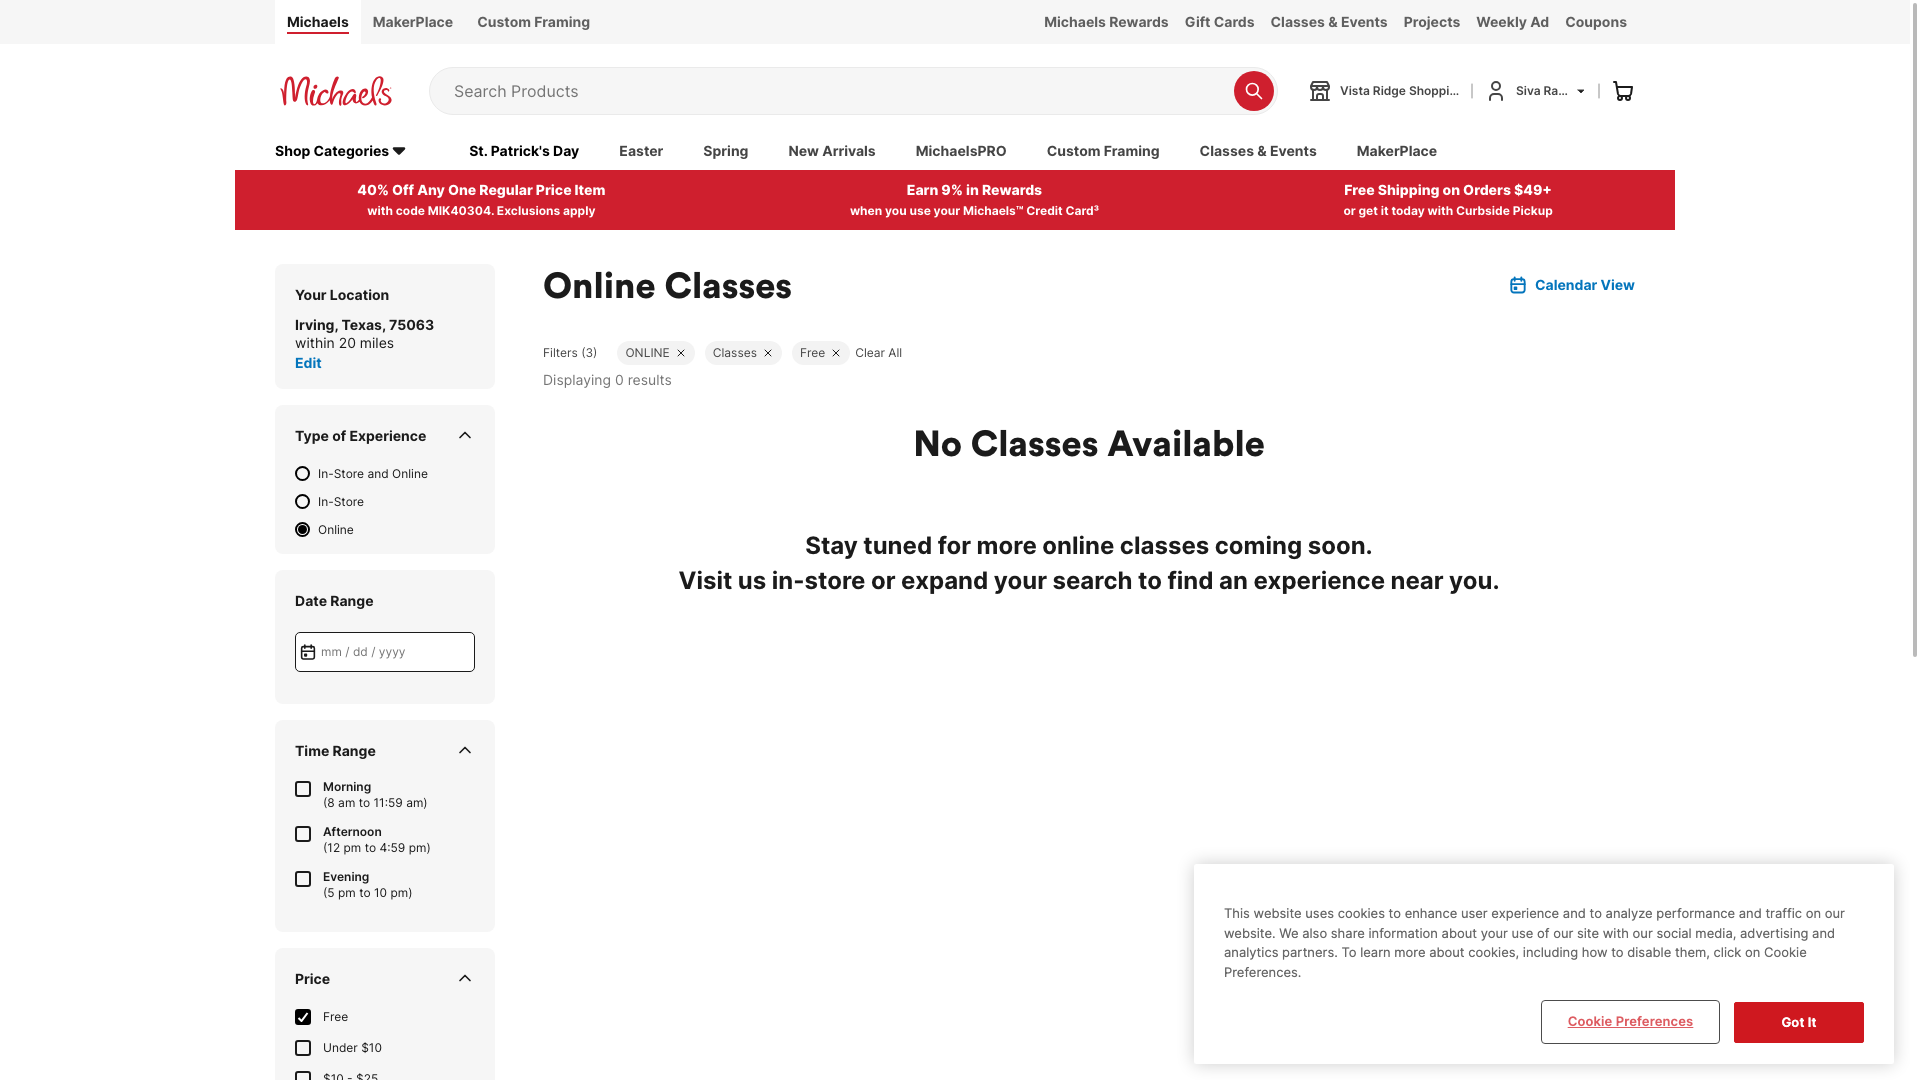 Michaels
MakerPlace
Custom Framing
Michaels Rewards
Gift Cards
Classes & Events
Projects
Weekly Ad
Coupons
Michaels
Search Products
Vista Ridge Shoppi...
Siva Ra...
Shop Categories
St. Patrick's Day
Easter
Spring
New Arrivals
MichaelsPRO
Custom Framing
Classes & Events
MakerPlace
40% Off Any One Regular Price Item
with code MIK40304. Exclusions apply
Earn 9% in Rewards
when you use your Michaels™ Credit Card³
Free Shipping on Orders $49+
or get it today with Curbside Pickup
Your Location
Irving, Texas, 75063
within 20 miles
Edit
Type of Experience
In-Store and Online
In-Store
Online
Date Range
mm / dd / yyyy
Time Range
Morning
(8 am to 11:59 am)
Afternoon
(12 pm to 4:59 pm)
Evening
(5 pm to 10 pm)
Price
Free
Under $10
$10 - $25
Online Classes
Calendar View
Filters (3)
ONLINE
Classes
Free
Clear All
Displaying 0 results
No Classes Available
Stay tuned for more online classes coming soon.
Visit us in-store or expand your search to find an experience near you.
This website uses cookies to enhance user experience and to analyze performance and traffic on our
website. We also share information about your use of our site with our social media, advertising and
analytics partners. To learn more about cookies, including how to disable them, click on Cookie
Preferences.
Cookie Preferences
Got It